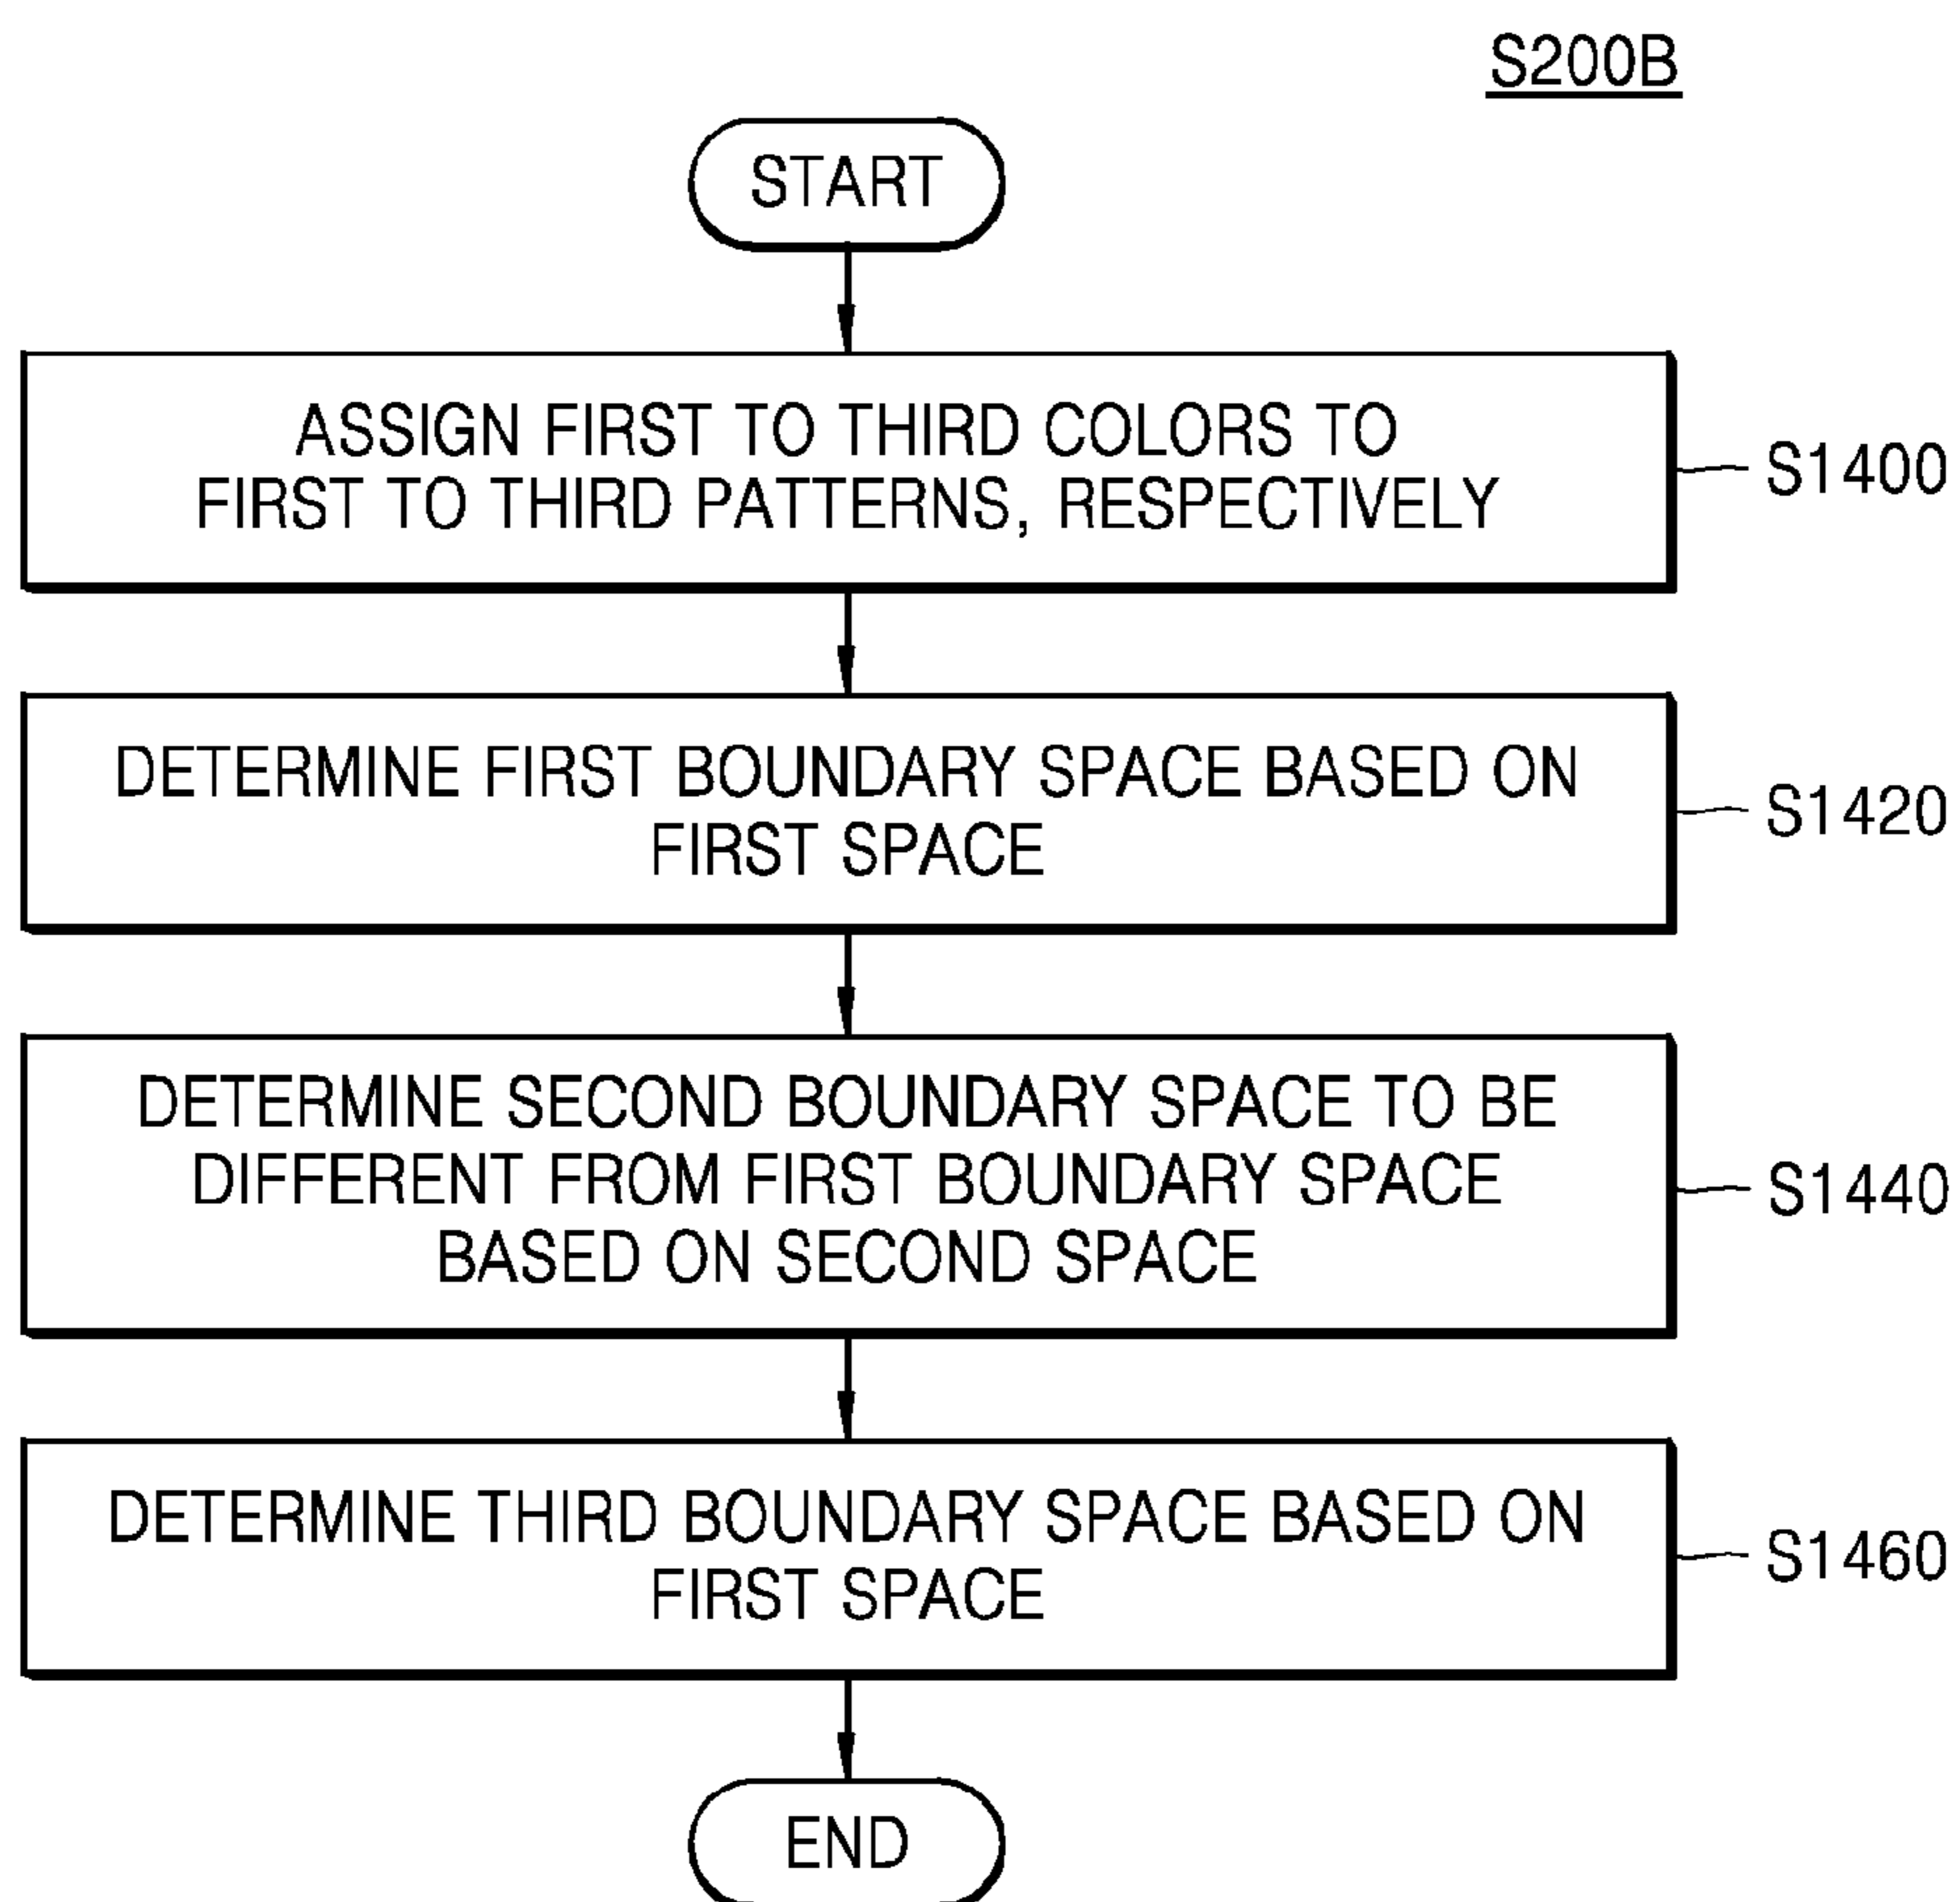 S200B
START
ASSIGN FIRST TO THIRD COLORS TO
FIRST TO THIRD PATTERNS, RESPECTIVELY
S1400
DETERMINE FIRST BOUNDARY SPACE BASED ON
FIRST SPACE
S1420
DETERMINE SECOND BOUNDARY SPACE TO BE
DIFFERENT FROM FIRST BOUNDARY SPACE
BASED ON SECOND SPACE
S1440
DETERMINE THIRD BOUNDARY SPACE BASED ON
FIRST SPACE
S1460
END